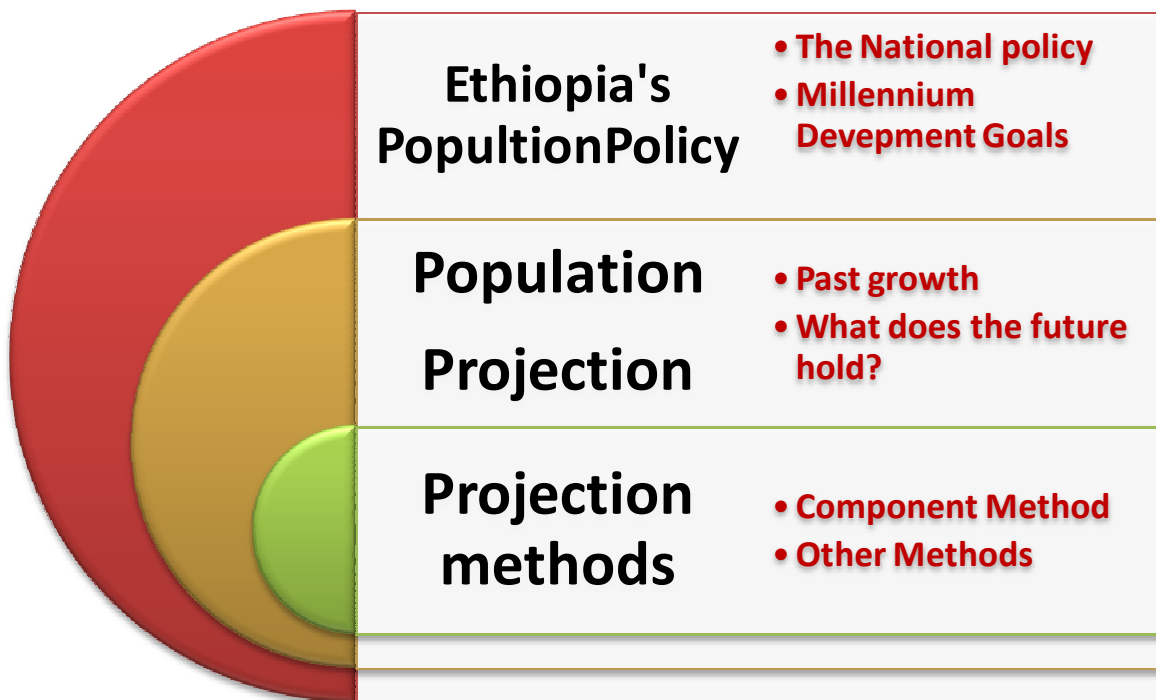 Ethiopia's
PopultionPolicy
• The National policy
• Millennium
Devepment Goals
Population
Projection
• Past growth
• What does the future
hold?
Projection
methods
• Component Method
• Other Methods